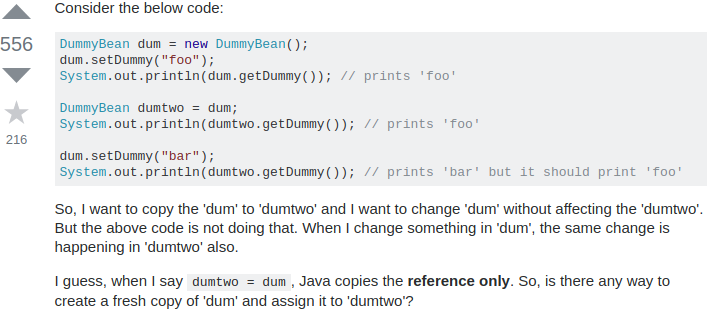 Consider the below code:
556
DummyBean dum = new DummyBean();
dum.setDummy("foo");
System.out.println(dum.getDummy()); // prints 'foo'
DummyBean dumtwo = dum;
System.out.println(dumtwo.getDummy()); // prints 'foo'
dum.setDummy("bar");
System.out.println(dumtwo.getDummy()); // prints 'bar' but it should print 'foo'
216
So, I want to copy the 'dum' to 'dumtwo' and I want to change 'dum' without affecting the 'dumtwo'.
But the above code is not doing that. When I change something in 'dum', the same change is
happening in 'dumtwo' also.
I guess, when I say dumtwo = dum , Java copies the reference only. So, is there any way to
create a fresh copy of 'dum' and assign it to 'dumtwo'?